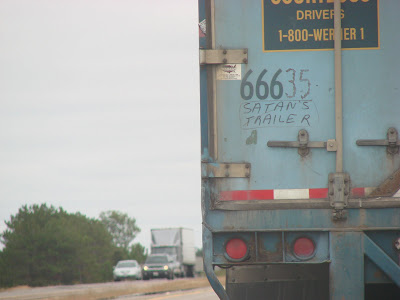 DRIVERS
1-800-WERNER 1
66635
SATAN'S
TRAILER